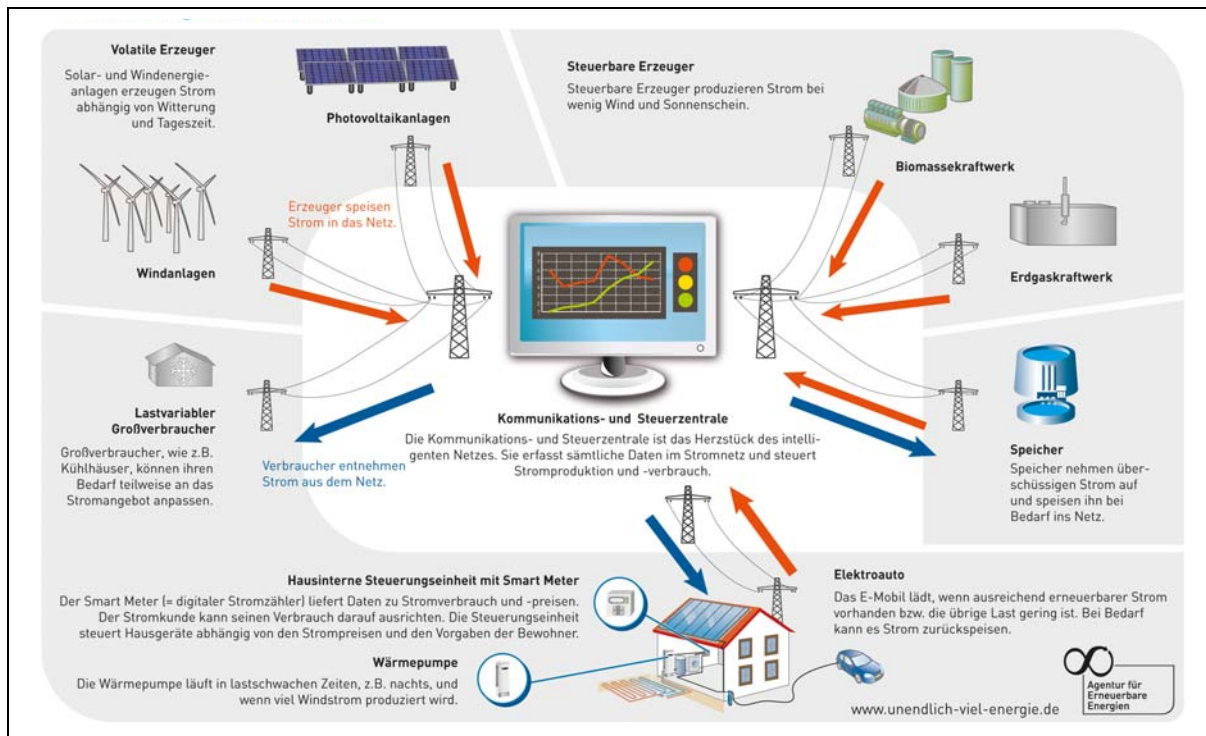 Volatile Erzeuger
Solar- und Windenergie-
anlagen erzeugen Strom
abhängig von Witterung
und Tageszeit.
Photovoltaikanlagen
Windanlagen
Erzeuger speisen
Strom in das Netz.
Steuerbare Erzeuger
Steuerbare Erzeuger produzieren Strom bei
wenig Wind und Sonnenschein.
Biomassekraftwerk
Erdgaskraftwerk
Lastvariabler
Großverbraucher
Großverbraucher, wie z.B.
Kühlhäuser, können ihren
Bedarf teilweise an das
Stromangebot anpassen.
Verbraucher entnehmen
Strom aus dem Netz.
Kommunikations- und Steuerzentrale
Die Kommunikations- und Steuerzentrale ist das Herzstück des intelli-
genten Netzes. Sie erfasst sämtliche Daten im Stromnetz und steuert
Stromproduktion und -verbrauch.
Speicher
Speicher nehmen über-
schüssigen Strom auf
und speisen ihn bei
Bedarf ins Netz.
Hausinterne Steuerungseinheit mit Smart Meter
Der Smart Meter (= digitaler Stromzähler) liefert Daten zu Stromverbrauch und -preisen.
Der Stromkunde kann seinen Verbrauch darauf ausrichten. Die Steuerungseinheit
steuert Hausgeräte abhängig von den Strompreisen und den Vorgaben der Bewohner.
Wärmepumpe
Die Wärmepumpe läuft in lastschwachen Zeiten, z.B. nachts, und
wenn viel Windstrom produziert wird.
Elektroauto
Das E-Mobil lädt, wenn ausreichend erneuerbarer Strom
vorhanden bzw. die übrige Last gering ist. Bei Bedarf
kann es Strom zurückspeisen.
www.unendlich-viel-energie.de
Agentur für
Erneuerbare
Energien